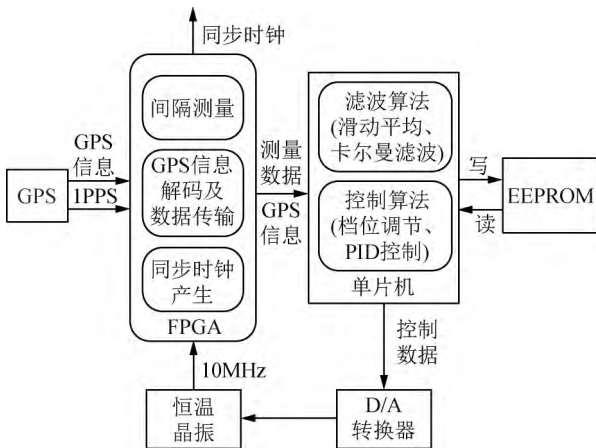 同步时钟
间隔测量
GPS
信息
1PPS
GPS
GPS信息
解码及
数据传输
同步时钟
产生
FPGA
测量
数据
GPS
信息
滤波算法
(滑动平均、
卡尔曼滤波)
控制算法
(档位调节、
PID控制)
单片机
写
读
EEPROM
控制
数据
10MHz
恒温
晶振
D/A
转换器